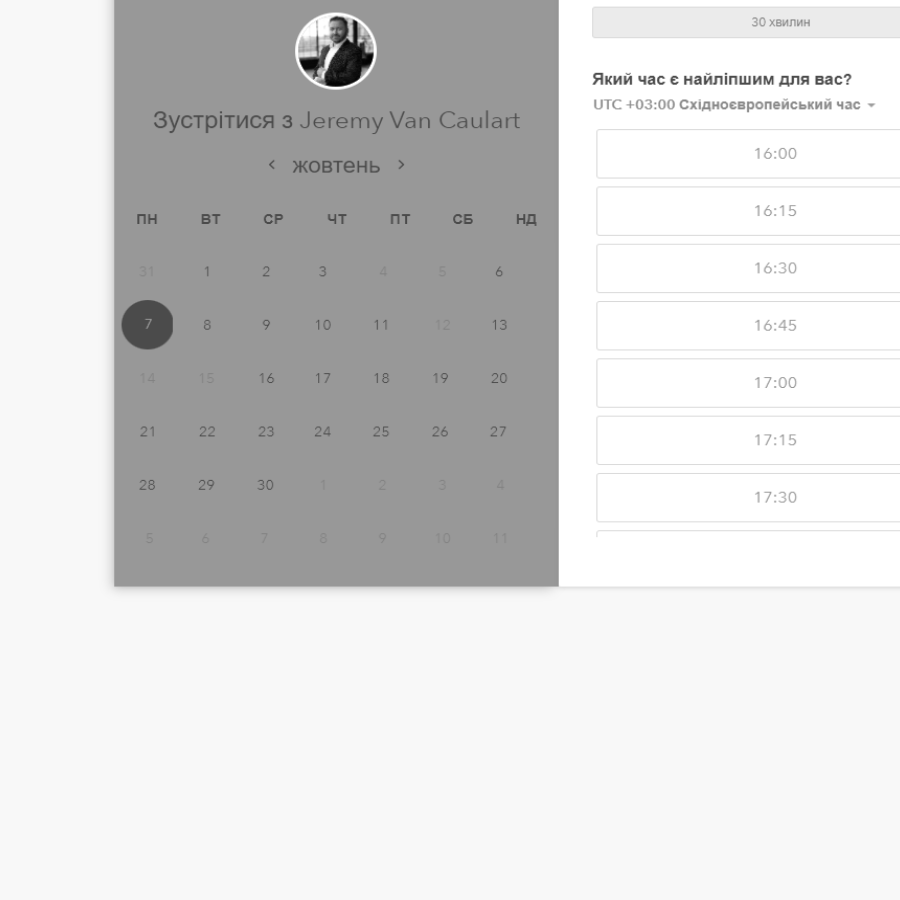 Зустрітися з Jeremy Van Caulart
жовтень
ПН ВТ СР ЧТ ПТ СБ НД
31 1 2 3 4 5 6
7 8 9 10 11 12 13
14 15 16 17 18 19 20
21 22 23 24 25 26 27
28 29 30 1 2 3 4
5 6 7 8 9 10 11
30 хвилин
Який час є найліпшим для вас?
UTC +03:00 Східноєвропейський час
16:00
16:15
16:30
16:45
17:00
17:15
17:30